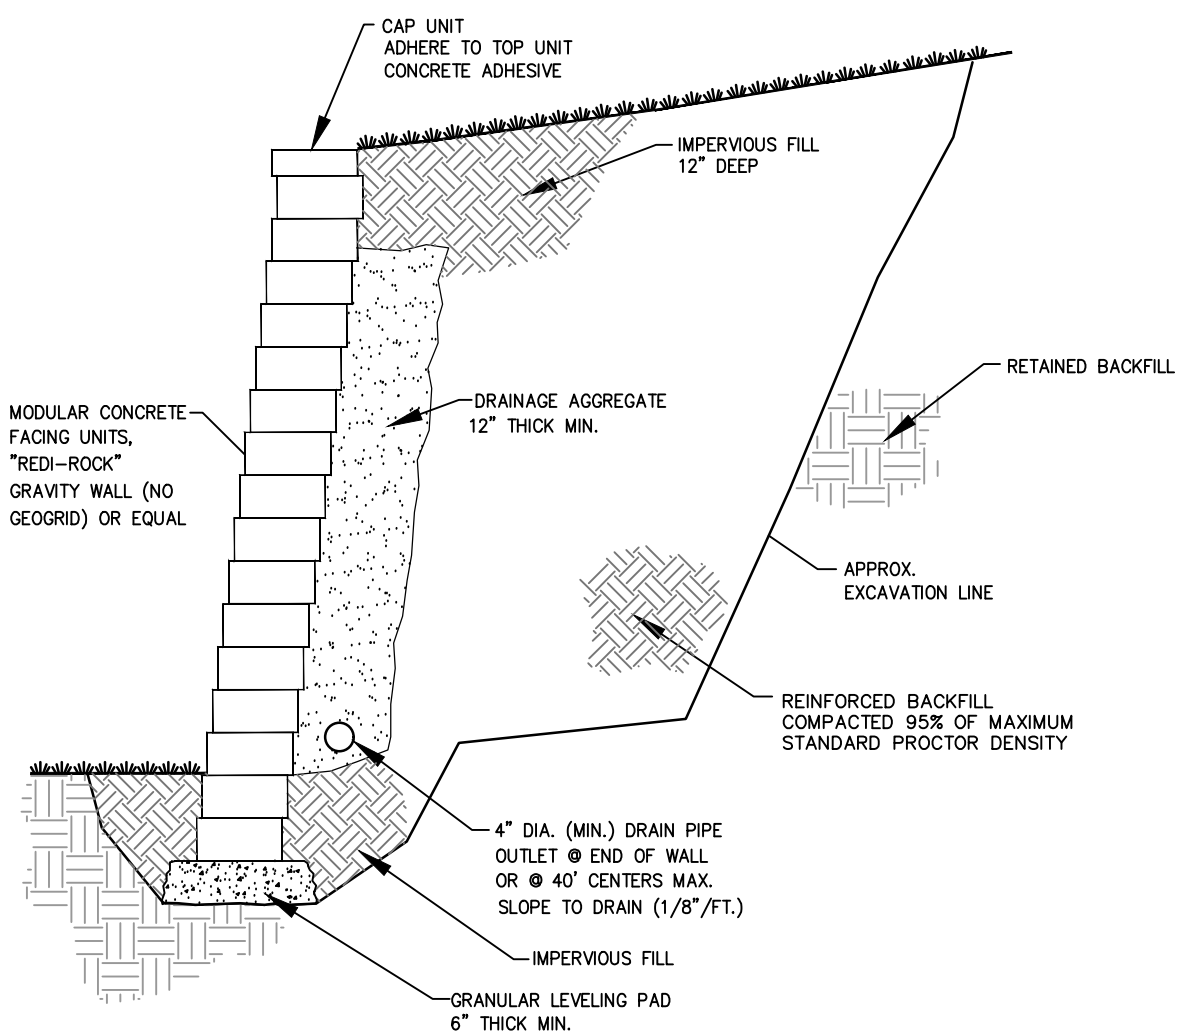 CAP UNIT
ADHERE TO TOP UNIT
CONCRETE ADHESIVE
IMPERVIOUS FILL
12" DEEP
RETAINED BACKFILL
DRAINAGE AGGREGATE
12" THICK MIN.
MODULAR CONCRETE
FACING UNITS,
"REDI-ROCK"
GRAVITY WALL (NO
GEOGRID) OR EQUAL
APPROX.
EXCAVATION LINE
REINFORCED BACKFILL
COMPACTED 95% OF MAXIMUM
STANDARD PROCTOR DENSITY
4" DIA. (MIN.) DRAIN PIPE
OUTLET @ END OF WALL
OR @ 40' CENTERS MAX.
SLOPE TO DRAIN (1/8"/FT.)
IMPERVIOUS FILL
GRANULAR LEVELING PAD
6" THICK MIN.